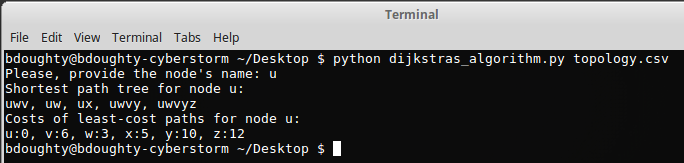 Terminal
File Edit View Terminal Tabs Help
bdoughty@bdoughty-cyberstorm ~/Desktop $ python dijkstras_algorithm.py topology.csv
Please, provide the node's name: u
Shortest path tree for node u:
uwv, uw, ux, uwvy, uwvyz
Costs of least-cost paths for node u:
u:0, v:6, w:3, x:5, y:10, z:12
bdoughty@bdoughty-cyberstorm ~/Desktop $